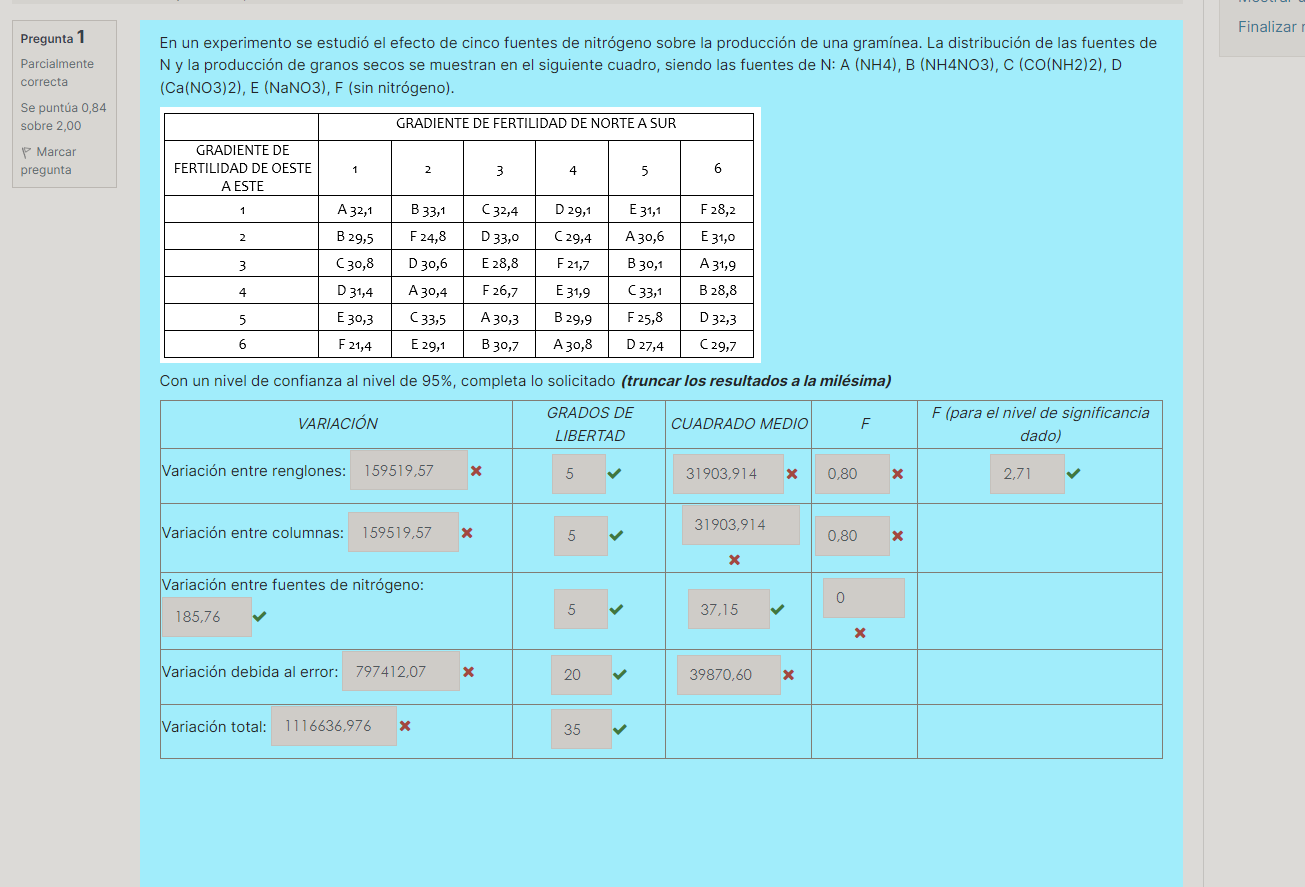 Finalizar
Pregunta 1
Parcialmente
correcta
Se puntúa 0,84
sobre 2,00
Marcar
pregunta
En un experimento se estudió el efecto de cinco fuentes de nitrógeno sobre la producción de una gramínea. La distribución de las fuentes de
N y la producción de granos secos se muestran en el siguiente cuadro, siendo las fuentes de N: A (NH4), B (NH4NO3), C (CO(NH2)2), D
(Ca(NO3)2), E (NaNO3), F (sin nitrógeno).
GRADIENTE DE FERTILIDAD DE NORTE A SUR
GRADIENTE DE
FERTILIDAD DE OESTE
A ESTE
1 2 3 4 5 6
1 A 32,1 B 33,1 C 32,4 D 29,1 E 31,1 F 28,2
2 B 29,5 F 24,8 D 33,0 C 29,4 A 30,6 E 31,0
3 C 30,8 D 30,6 E 28,8 F 21,7 B 30,1 A 31,9
4 D 31,4 A 30,4 F 26,7 E 31,9 C 33,1 B 28,8
5 E 30,3 C 33,5 A 30,3 B 29,9 F 25,8 D 32,3
6 F 21,4 E 29,1 B 30,7 A 30,8 D 27,4 C 29,7
Con un nivel de confianza al nivel de 95%, completa lo solicitado (truncar los resultados a la milésima)
VARIACIÓN GRADOS DE LIBERTAD CUADRADO MEDIO F F (para el nivel de significancia dado)
Variación entre renglones: 159519,57 5 31903,914 0,80 2,71
Variación entre columnas: 159519,57 5 31903,914 0,80
Variación entre fuentes de nitrógeno:
185,76 5 37,15 0
Variación debida al error: 797412,07 20 39870,60
Variación total: 1116636,976 35